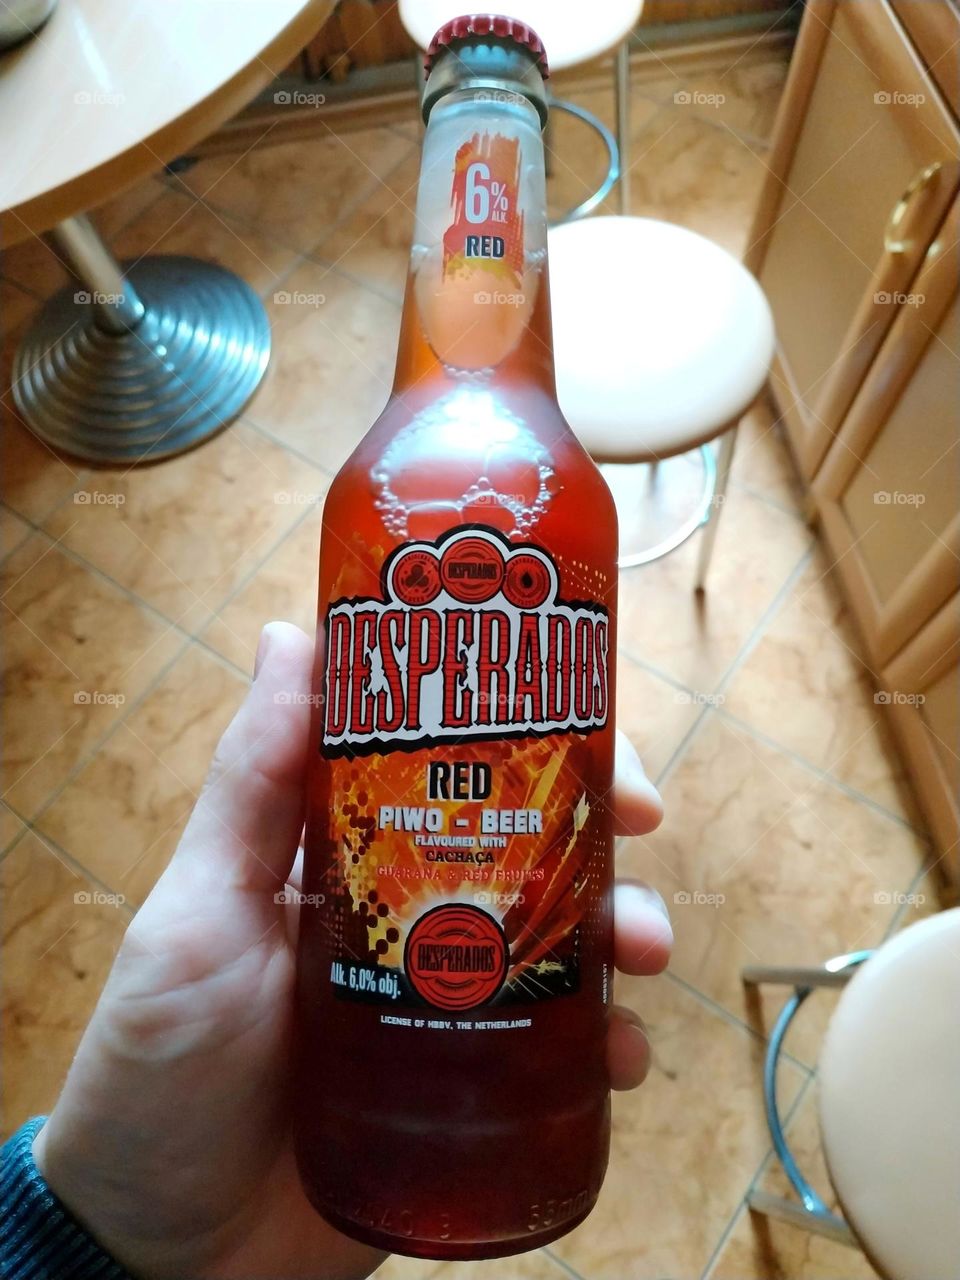 6%
ALK.
RED
DESPERADOS
DESPERADOS
RED
PIWO - BEER
FLAVOURED WITH
CACHAÇA
GUARANA & RED FRUITS
DESPERADOS
Alk. 6,0% obj.
LICENSE OF HBBV, THE NETHERLANDS
foap